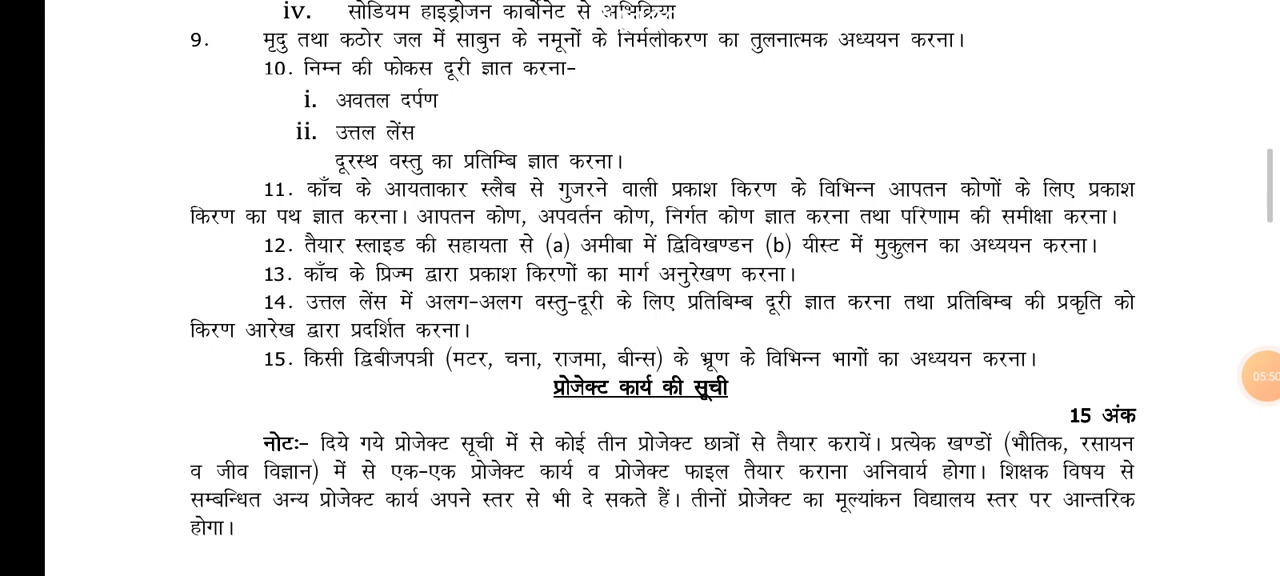 iv. सोडियम हाइड्रोजन कार्बोनेट से अभिक्रिया
9. मृदु तथा कठोर जल में साबुन के नमूनों के निर्मलीकरण का तुलनात्मक अध्ययन करना।
10. निम्न की फोकस दूरी ज्ञात करना-
i. अवतल दर्पण
ii. उत्तल लेंस
दूरस्थ वस्तु का प्रतिम्बि ज्ञात करना।
11. काँच के आयताकार स्लैब से गुजरने वाली प्रकाश किरण के विभिन्न आपतन कोणों के लिए प्रकाश
किरण का पथ ज्ञात करना। आपतन कोण, अपवर्तन कोण, निर्गत कोण ज्ञात करना तथा परिणाम की समीक्षा करना।
12. तैयार स्लाइड की सहायता से (a) अमीबा में द्विविखण्डन (b) यीस्ट में मुकुलन का अध्ययन करना।
13. काँच के प्रिज्म द्वारा प्रकाश किरणों का मार्ग अनुरेखण करना।
14. उत्तल लेंस में अलग-अलग वस्तु-दूरी के लिए प्रतिबिम्ब दूरी ज्ञात करना तथा प्रतिबिम्ब की प्रकृति को
किरण आरेख द्वारा प्रदर्शित करना।
15. किसी द्विबीजपत्री (मटर, चना, राजमा, बीन्स) के भ्रूण के विभिन्न भागों का अध्ययन करना।
प्रोजेक्ट कार्य की सूची
15 अंक
नोटः- दिये गये प्रोजेक्ट सूची में से कोई तीन प्रोजेक्ट छात्रों से तैयार करायें। प्रत्येक खण्डों (भौतिक, रसायन
व जीव विज्ञान) में से एक-एक प्रोजेक्ट कार्य व प्रोजेक्ट फाइल तैयार कराना अनिवार्य होगा। शिक्षक विषय से
सम्बन्धित अन्य प्रोजेक्ट कार्य अपने स्तर से भी दे सकते हैं। तीनों प्रोजेक्ट का मूल्यांकन विद्यालय स्तर पर आन्तरिक
होगा।
05:50